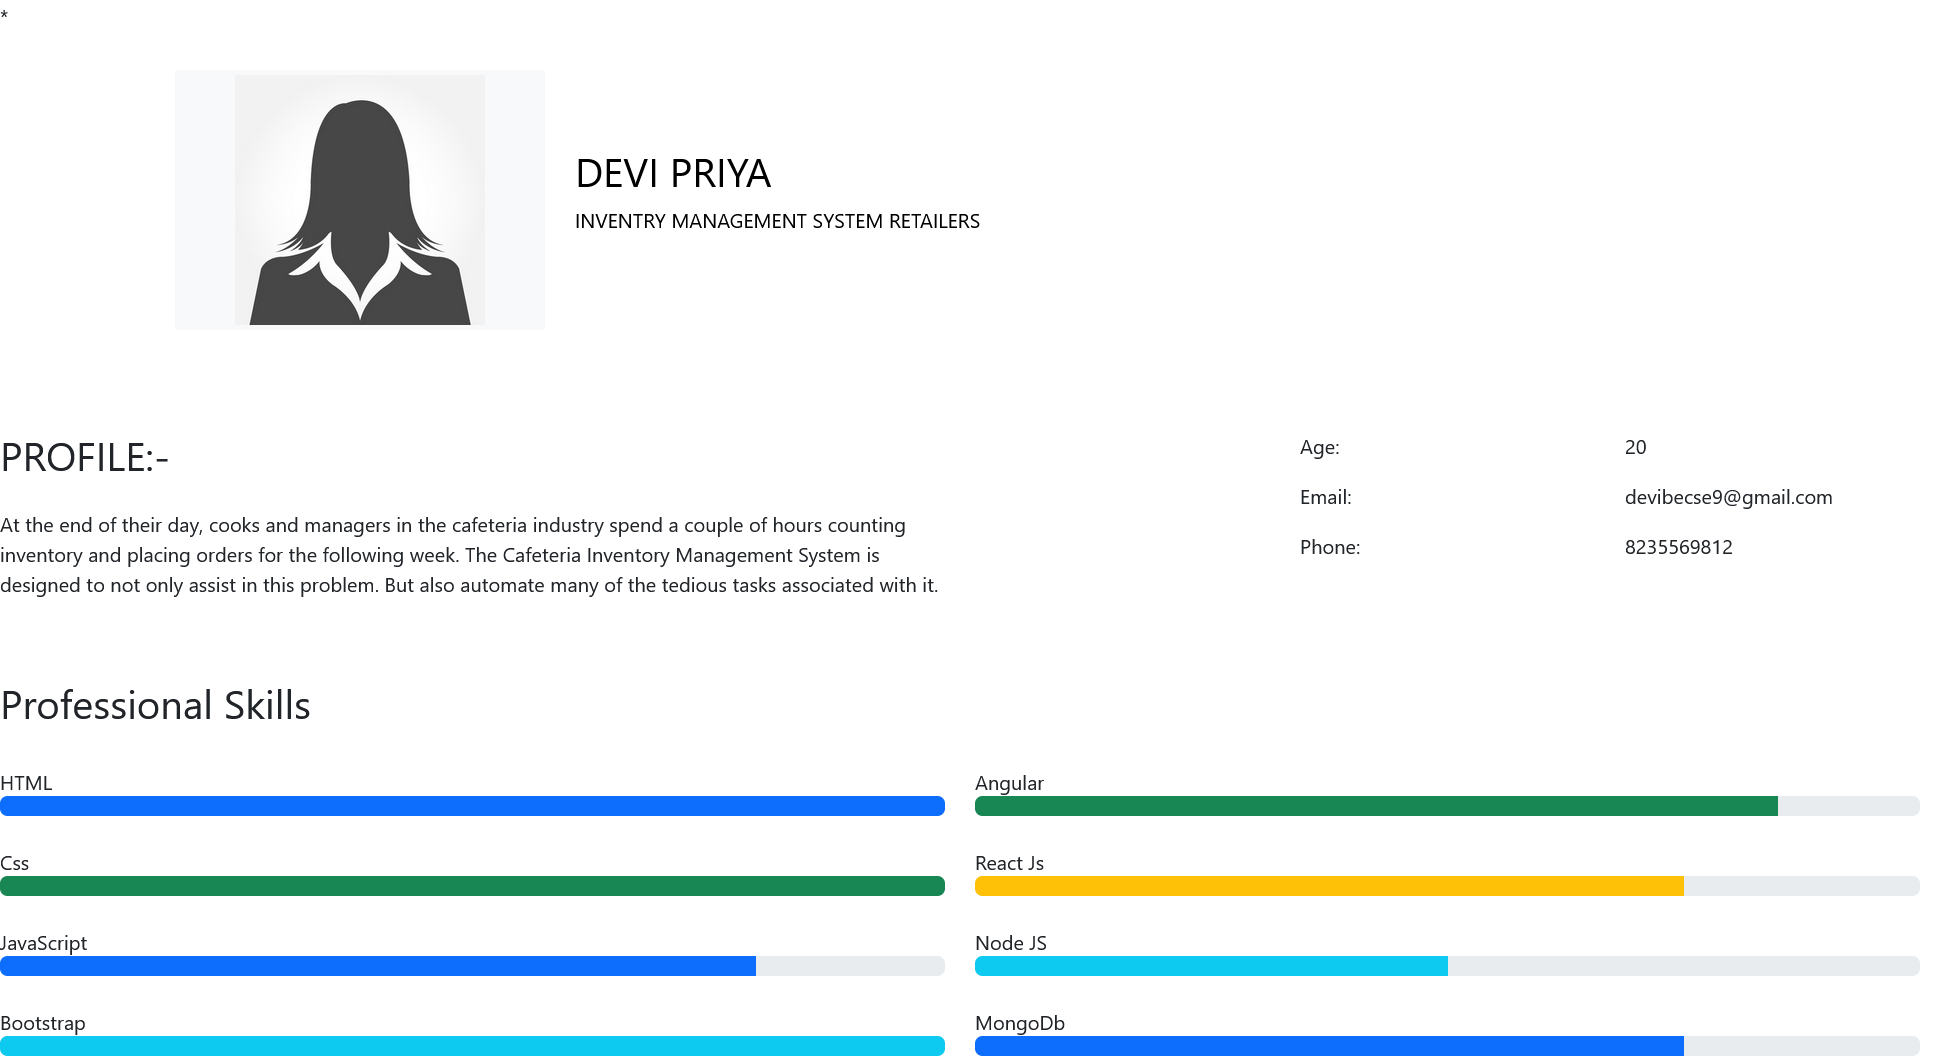 *
DEVI PRIYA
INVENTRY MANAGEMENT SYSTEM RETAILERS
PROFILE:-
At the end of their day, cooks and managers in the cafeteria industry spend a couple of hours counting
inventory and placing orders for the following week. The Cafeteria Inventory Management System is
designed to not only assist in this problem. But also automate many of the tedious tasks associated with it.
Age: 20
Email: devibecse9@gmail.com
Phone: 8235569812
Professional Skills
HTML
Css
JavaScript
Bootstrap
Angular
React Js
Node JS
MongoDb